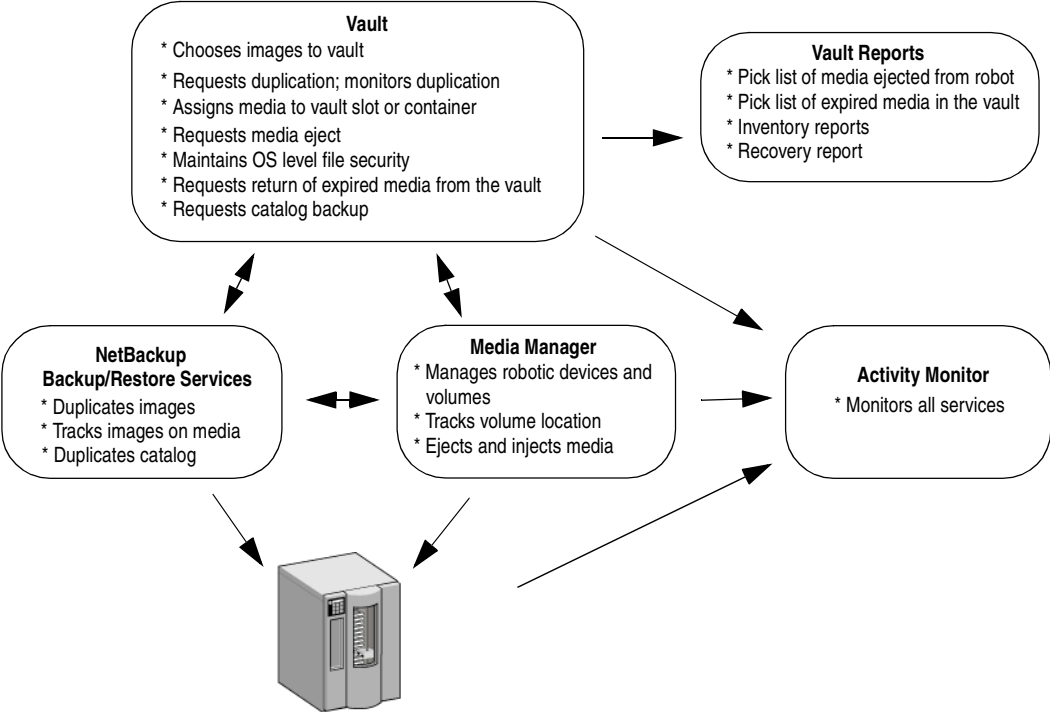 Vault
* Chooses images to vault
* Requests duplication; monitors duplication
* Assigns media to vault slot or container
* Requests media eject
* Maintains OS level file security
* Requests return of expired media from the vault
* Requests catalog backup
Vault Reports
* Pick list of media ejected from robot
* Pick list of expired media in the vault
* Inventory reports
* Recovery report
NetBackup
Backup/Restore Services
* Duplicates images
* Tracks images on media
* Duplicates catalog
Media Manager
* Manages robotic devices and
volumes
* Tracks volume location
* Ejects and injects media
Activity Monitor
* Monitors all services